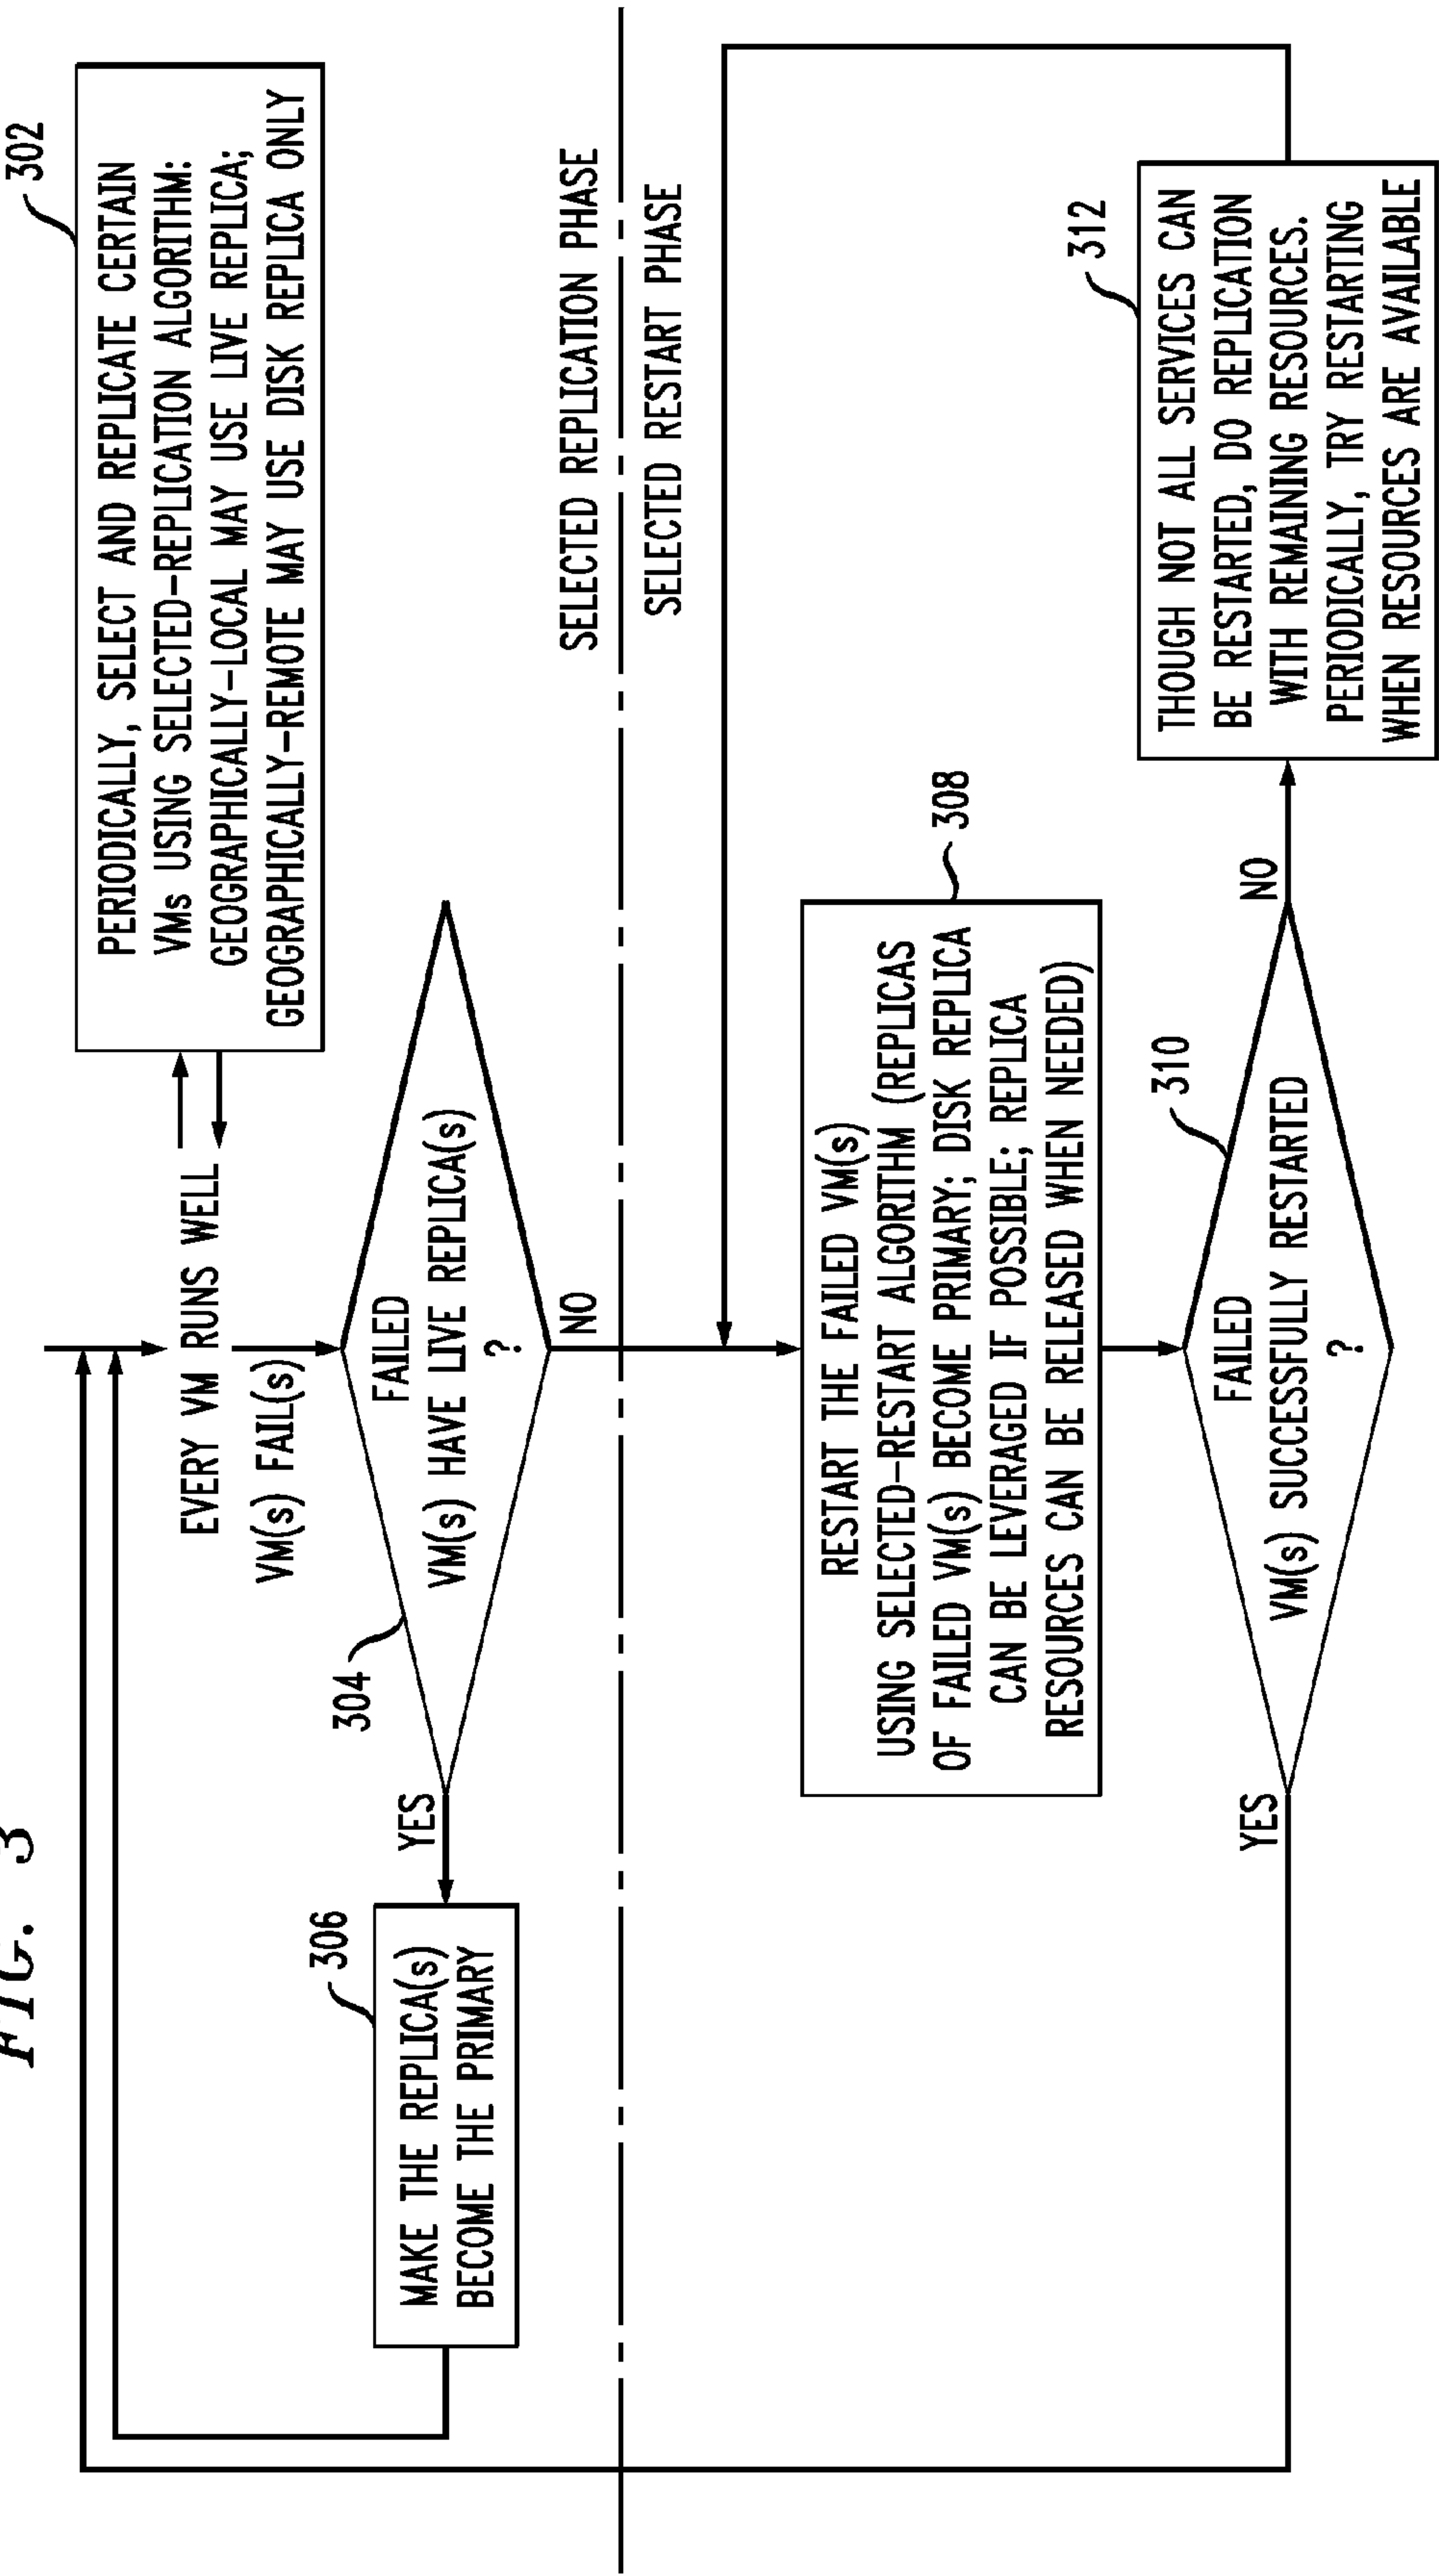 FIG. 3
302
PERIODICALLY, SELECT AND REPLICATE CERTAIN
VMs USING SELECTED-REPLICATION ALGORITHM:
GEOGRAPHICALLY-LOCAL MAY USE LIVE REPLICA;
GEOGRAPHICALLY-REMOTE MAY USE DISK REPLICA ONLY
EVERY VM RUNS WELL
VM(s) FAIL(s)
304
FAILED
VM(s) HAVE LIVE REPLICA(s)
?
YES
NO
306
MAKE THE REPLICA(s)
BECOME THE PRIMARY
SELECTED REPLICATION PHASE
SELECTED RESTART PHASE
308
RESTART THE FAILED VM(s)
USING SELECTED-RESTART ALGORITHM (REPLICAS
OF FAILED VM(s) BECOME PRIMARY; DISK REPLICA
CAN BE LEVERAGED IF POSSIBLE; REPLICA
RESOURCES CAN BE RELEASED WHEN NEEDED)
310
FAILED
VM(s) SUCCESSFULLY RESTARTED
?
YES
NO
312
THOUGH NOT ALL SERVICES CAN
BE RESTARTED, DO REPLICATION
WITH REMAINING RESOURCES.
PERIODICALLY, TRY RESTARTING
WHEN RESOURCES ARE AVAILABLE